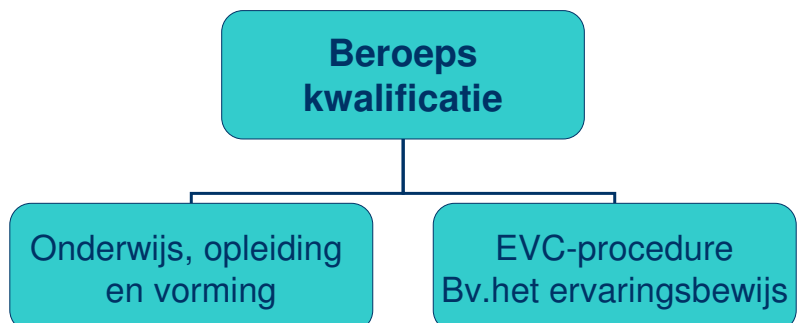 Beroeps
kwalificatie
Onderwijs, opleiding
en vorming
EVC-procedure
Bv.het ervaringsbewijs